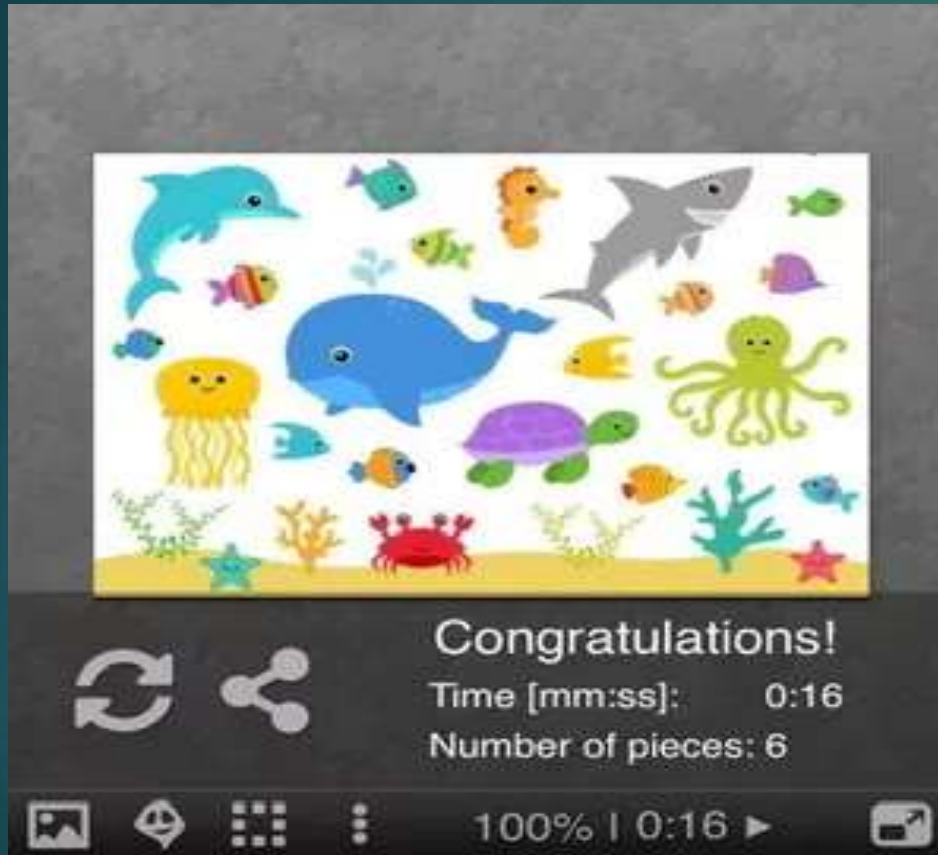 Congratulations!
Time [mm:ss]: 0:16
Number of pieces: 6
100% | 0:16